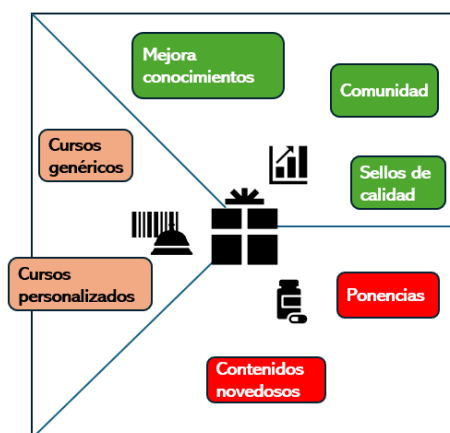 Mejora
conocimientos
Comunidad
Cursos
genéricos
Sellos de
calidad
Cursos
personalizados
Ponencias
Contenidos
novedosos